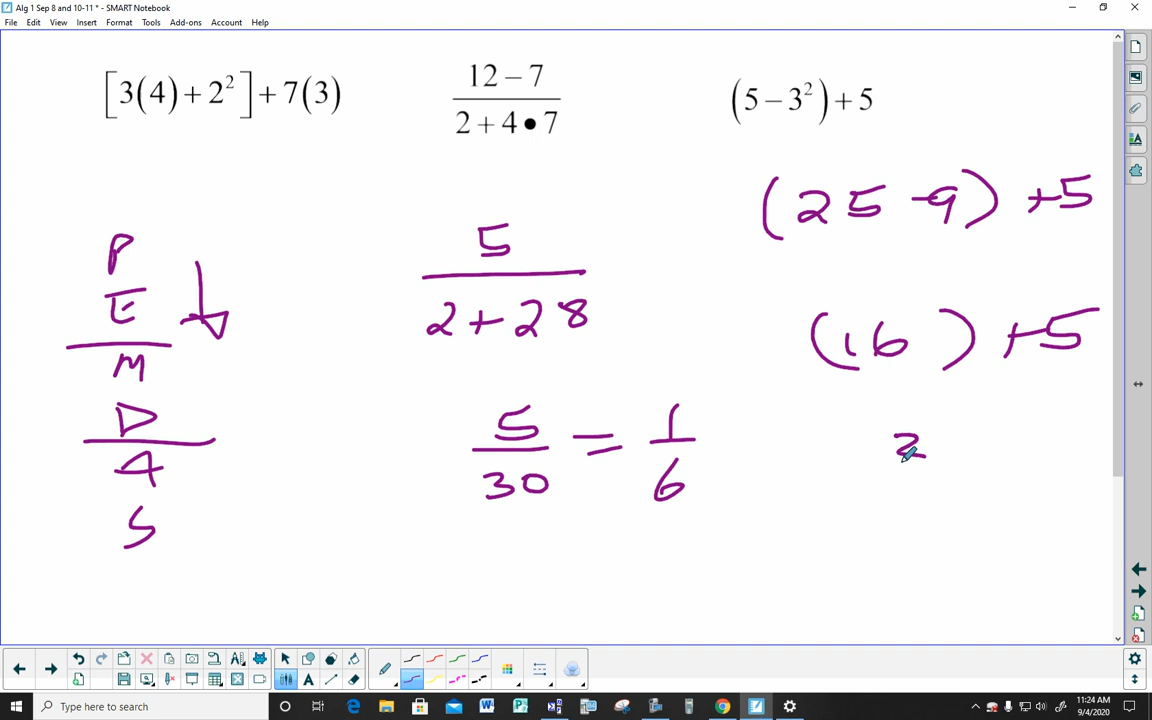 Alg 1 Sep 8 and 10-11 * - SMART Notebook
File Edit View Insert Format Tools Add-ons Account Help
[3(4) + 2²] + 7(3)
12 − 7
2 + 4 • 7
(5 − 3²) + 5
(25 − 9) + 5
P
E
M
D
A
S
5
2 + 28
(16) + 5
5
30
=
1
6
2
Type here to search
11:24 AM
9/4/2020